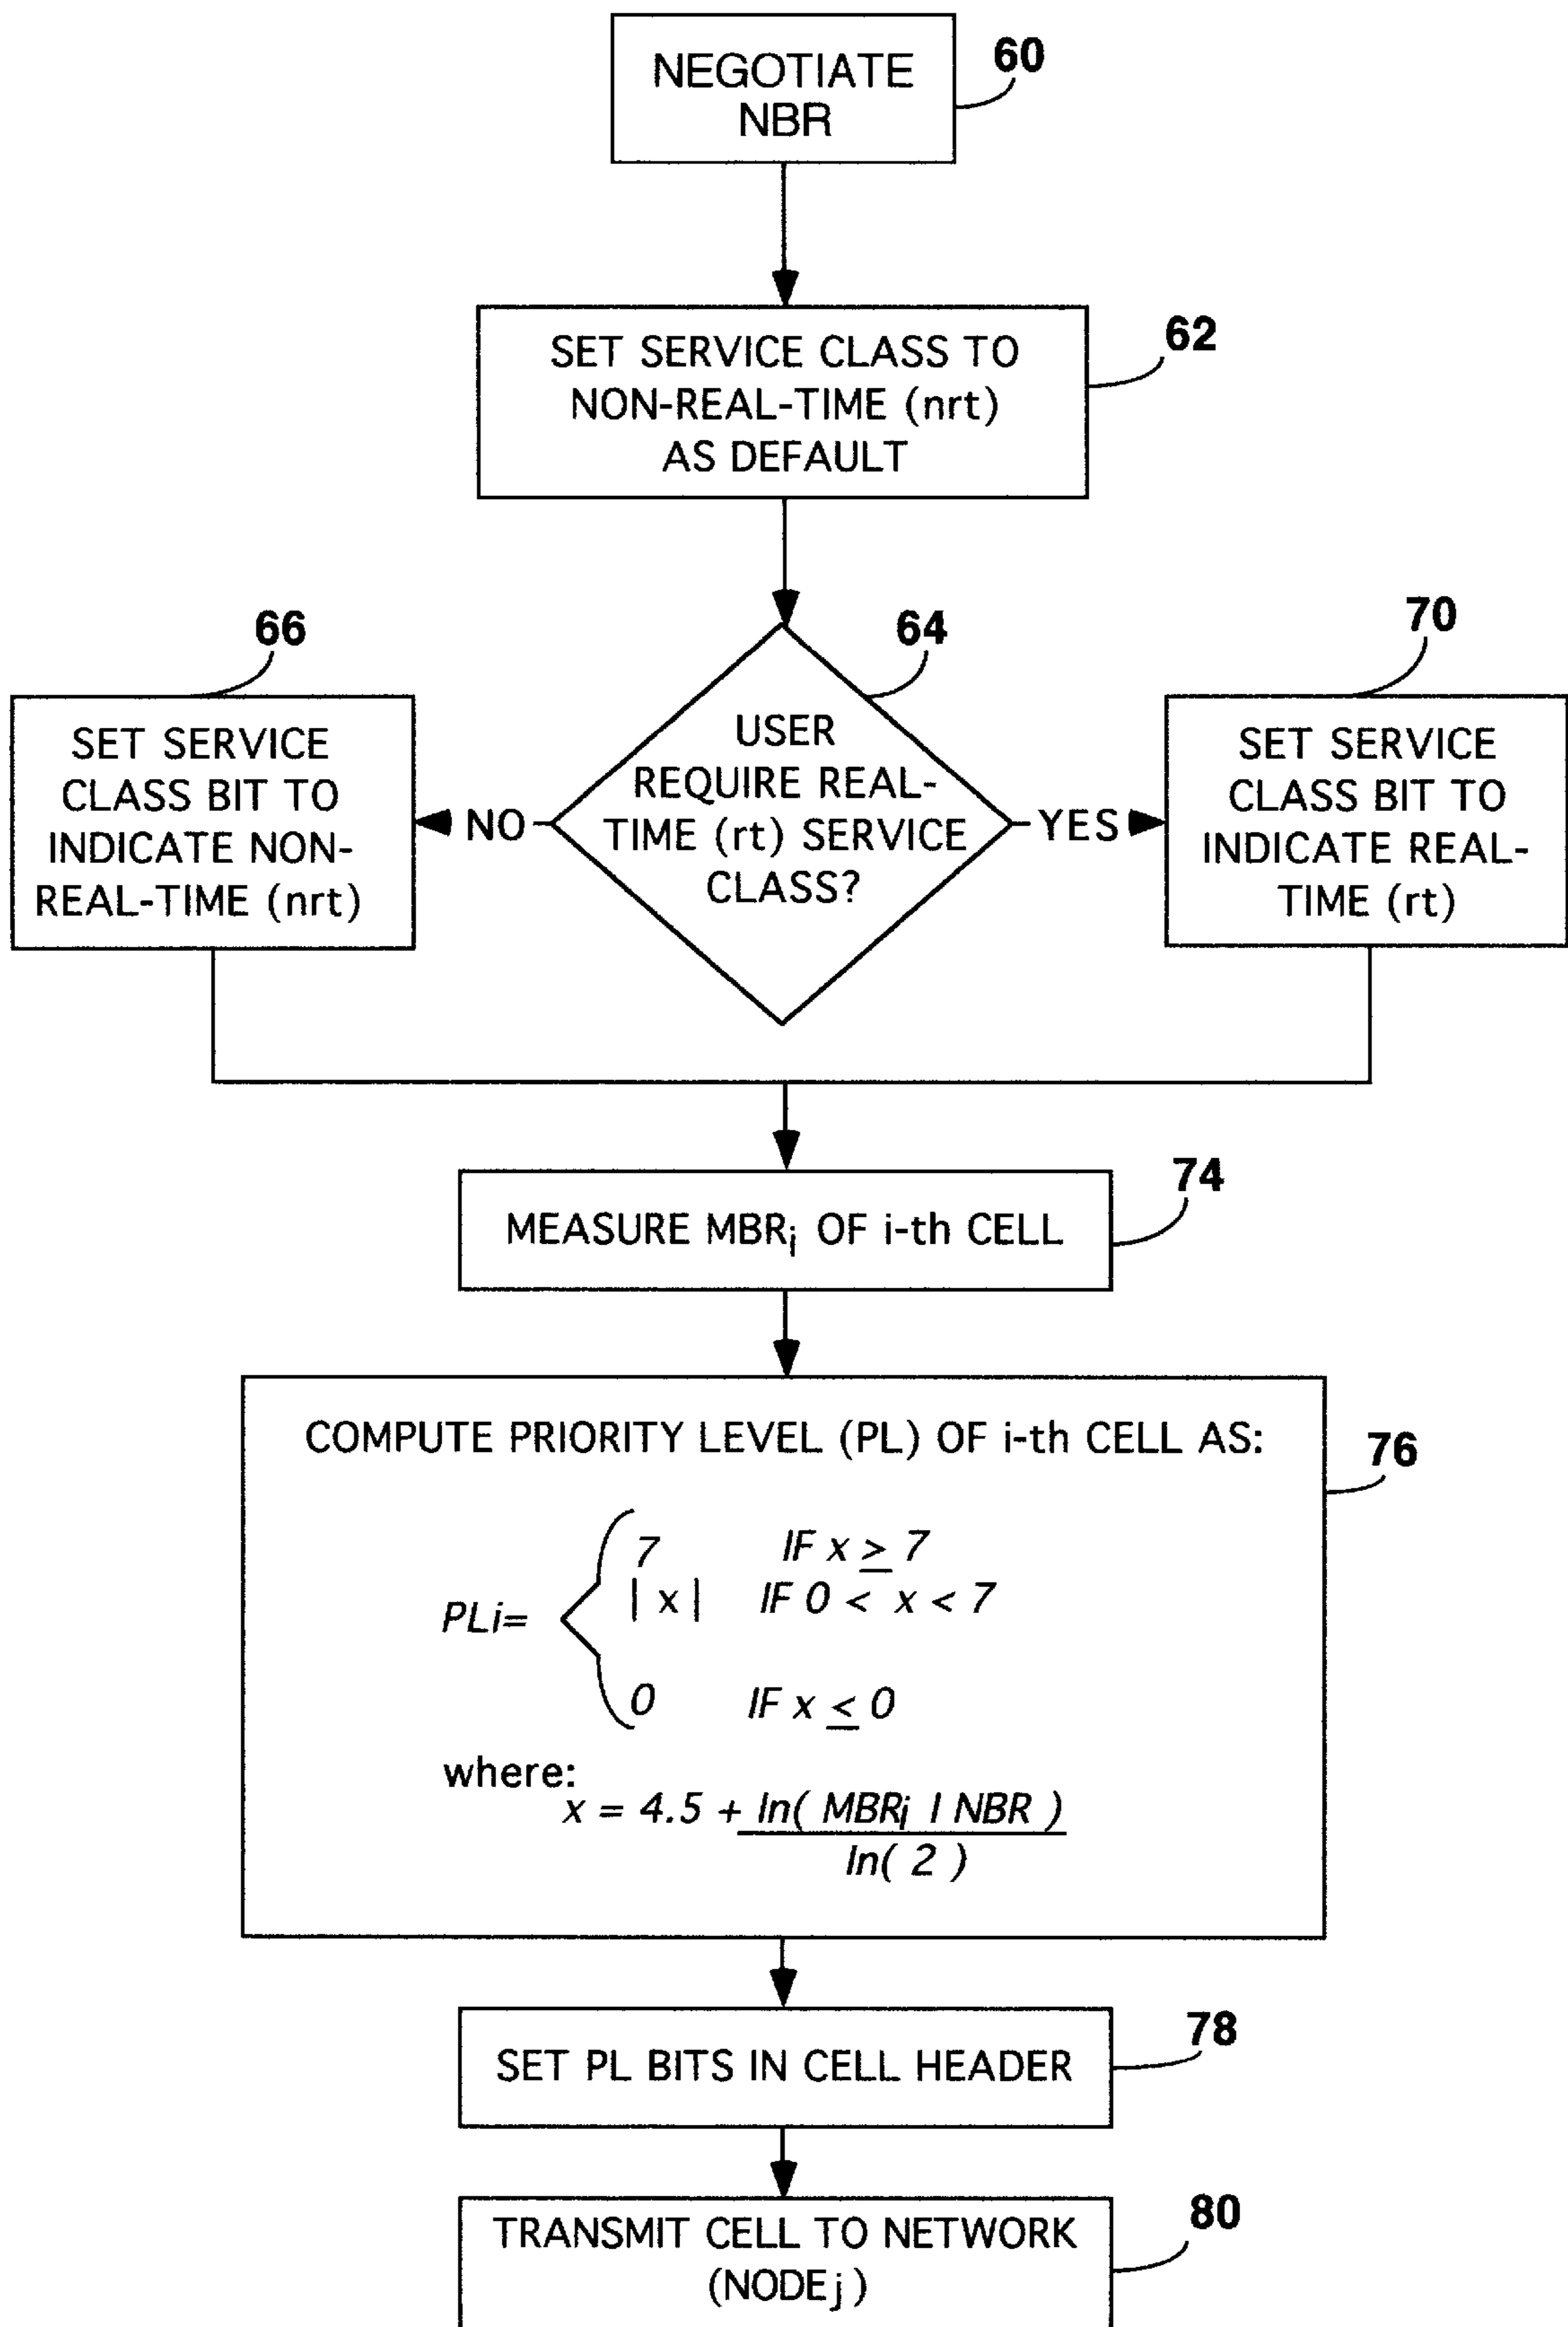 NEGOTIATE
NBR
60
SET SERVICE CLASS TO
NON-REAL-TIME (nrt)
AS DEFAULT
62
66
SET SERVICE
CLASS BIT TO
INDICATE NON-
REAL-TIME (nrt)
NO
64
USER
REQUIRE REAL-
TIME (rt) SERVICE
CLASS?
YES
70
SET SERVICE
CLASS BIT TO
INDICATE REAL-
TIME (rt)
MEASURE MBRi OF i-th CELL
74
COMPUTE PRIORITY LEVEL (PL) OF i-th CELL AS:
76
7 IF x ≥ 7
| x | IF 0 < x < 7
PLi=
0 IF x ≤ 0
where:
x = 4.5 + ln( MBRi I NBR )
ln( 2 )
SET PL BITS IN CELL HEADER
78
TRANSMIT CELL TO NETWORK
(NODE j )
80